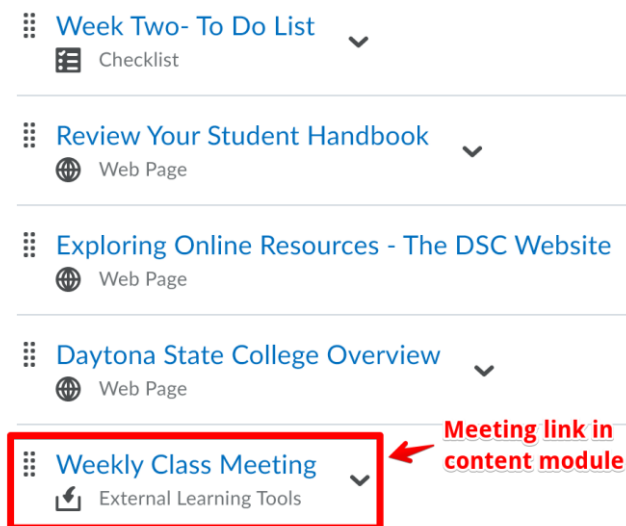 Week Two- To Do List
Checklist
Review Your Student Handbook
Web Page
Exploring Online Resources - The DSC Website
Web Page
Daytona State College Overview
Web Page
Meeting link in
content module
Weekly Class Meeting
External Learning Tools